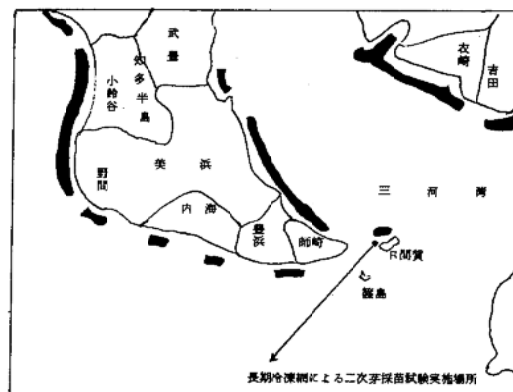 武豊
知多半島
小鈴谷
衣崎
吉田
野間
美浜
三河湾
内海
豊浜
師崎
日間賀
篠島
長期冷凍網による二次芽採苗試験実施場所